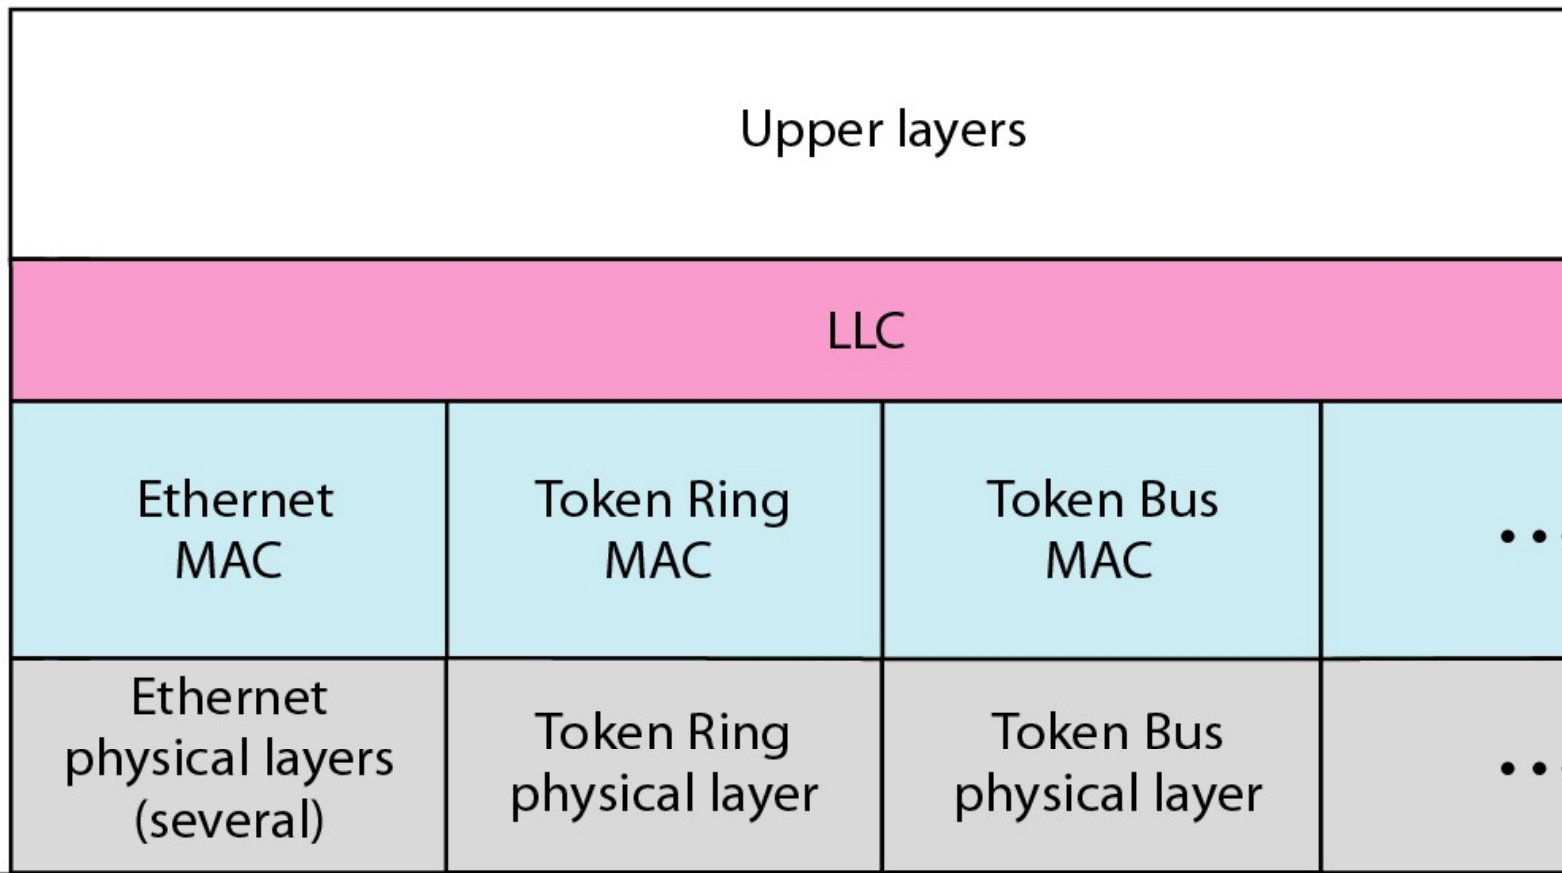 Upper layers
LLC
Ethernet
MAC
Token Ring
MAC
Token Bus
MAC
••
Ethernet
physical layers
(several)
Token Ring
physical layer
Token Bus
physical layer
••